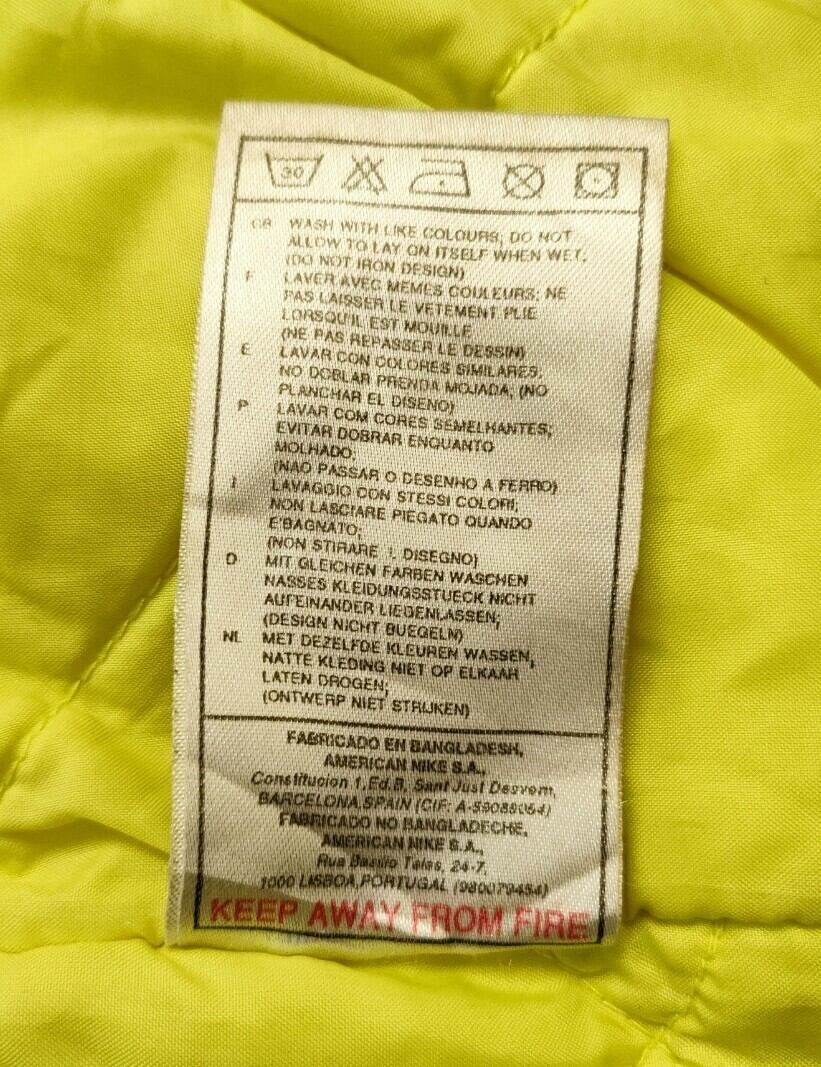 30
GB WASH WITH LIKE COLOURS; DO NOT
ALLOW TO LAY ON ITSELF WHEN WET;
(DO NOT IRON DESIGN)
F LAVER AVEC MEMES COULEURS; NE
PAS LAISSER LE VETEMENT PLIE
LORSQU'IL EST MOUILLE
(NE PAS REPASSER LE DESSIN)
E LAVAR CON COLORES SIMILARES;
NO DOBLAR PRENDA MOJADA; (NO
PLANCHAR EL DISENO)
P LAVAR COM CORES SEMELHANTES;
EVITAR DOBRAR ENQUANTO
MOLHADO;
(NAO PASSAR O DESENHO A FERRO)
I LAVAGGIO CON STESSI COLORI;
NON LASCIARE PIEGATO QUANDO
E'BAGNATO;
(NON STIRARE IL DISEGNO)
D MIT GLEICHEN FARBEN WASCHEN
NASSES KLEIDUNGSSTUECK NICHT
AUFEINANDER LIEGENLASSEN;
(DESIGN NICHT BUEGELN)
NL MET DEZELFDE KLEUREN WASSEN,
NATTE KLEDING NIET OP ELKAAR
LATEN DROGEN;
(ONTWERP NIET STRIJKEN)
FABRICADO EN BANGLADESH,
AMERICAN NIKE S.A.,
Constitucion 1,Ed.B, Sant Just Desvern,
BARCELONA,SPAIN (CIF:
FABRICADO NO BANGLADECHE,
AMERICAN NIKE S.A.,
Rua Basilio Teles, 24-7,
1000 LISBOA,PORTUGAL
KEEP AWAY FROM FIRE